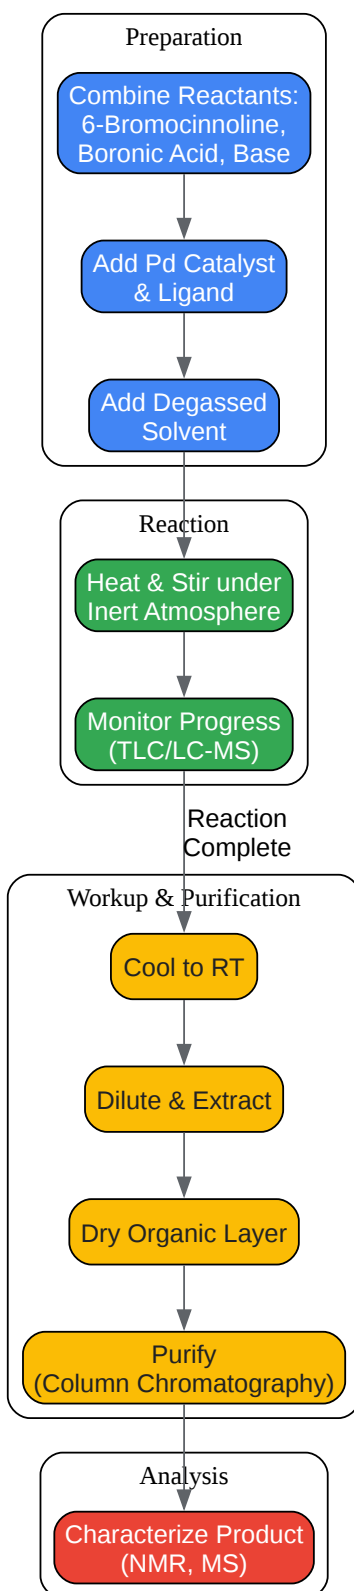 Preparation
Combine Reactants:
6-Bromocinnoline,
Boronic Acid, Base
Add Pd Catalyst
& Ligand
Add Degassed
Solvent
Reaction
Heat & Stir under
Inert Atmosphere
Monitor Progress
(TLC/LC-MS)
Reaction
Complete
Workup & Purification
Cool to RT
Dilute & Extract
Dry Organic Layer
Purify
(Column Chromatography)
Analysis
Characterize Product
(NMR, MS)